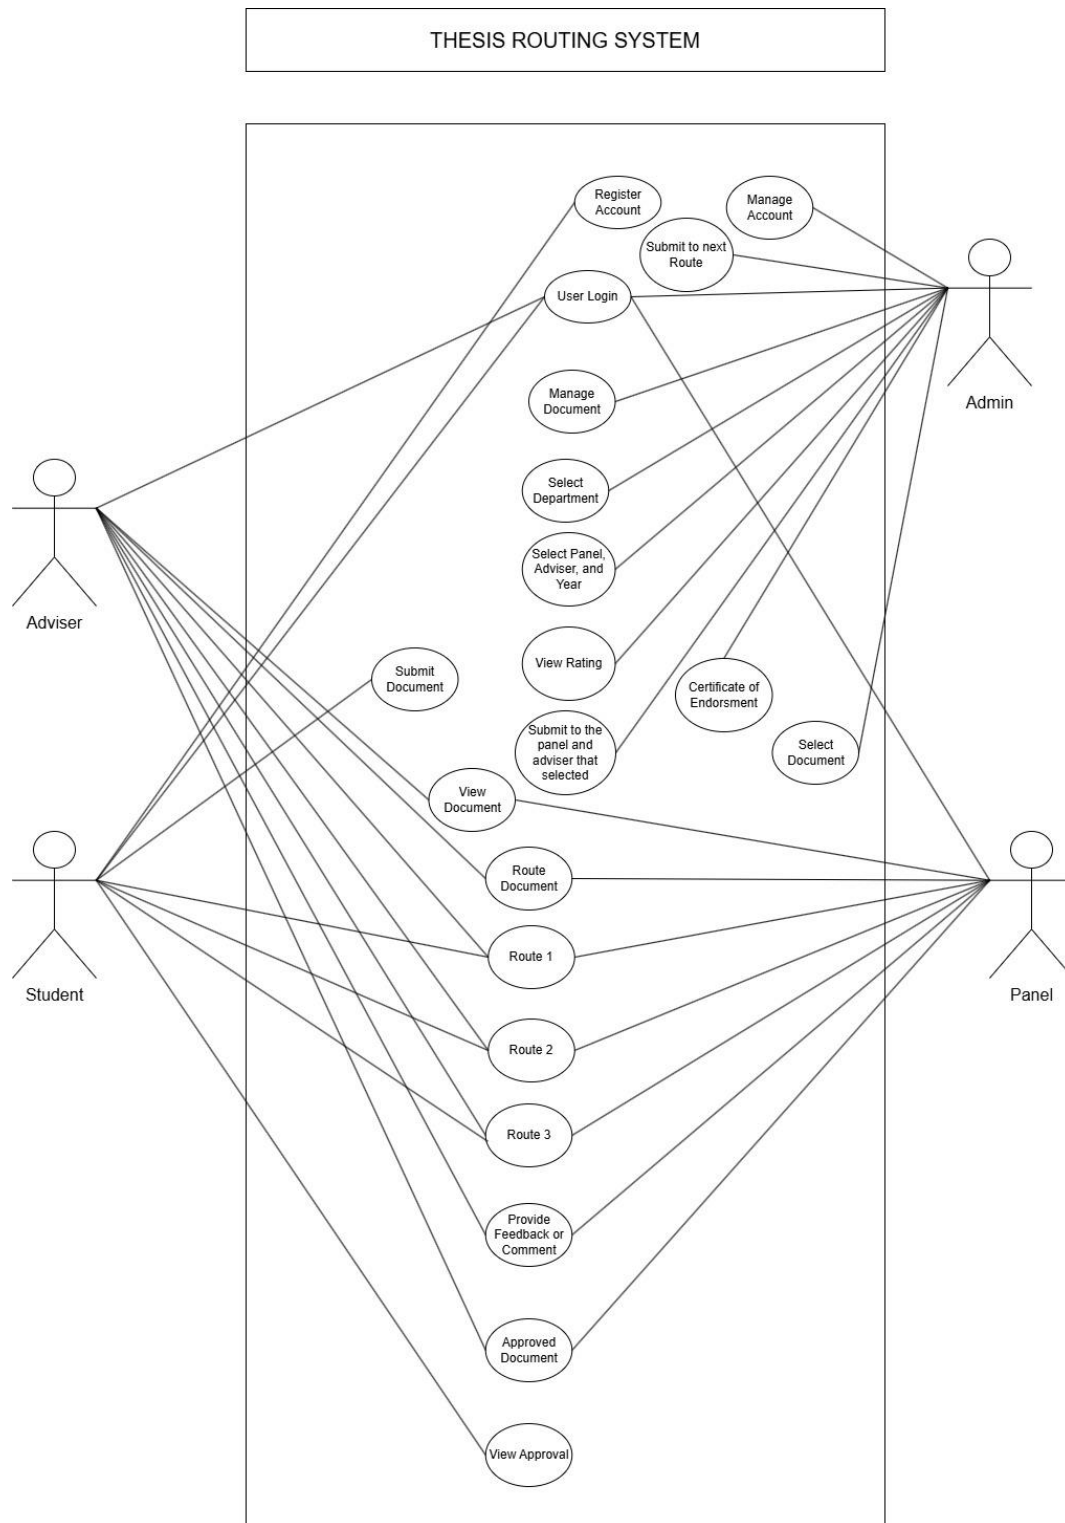 THESIS ROUTING SYSTEM
Register
Account
Manage
Account
Submit to next
Route
User Login
Manage
Document
Admin
Select
Department
Select Panel,
Adviser, and
Year
Adviser
Submit
Document
View Rating
Certificate of
Endorsment
Submit to the
panel and
adviser that
selected
Select
Document
View
Document
Route
Document
Route 1
Student
Panel
Route 2
Route 3
Provide
Feedback or
Comment
Approved
Document
View Approval